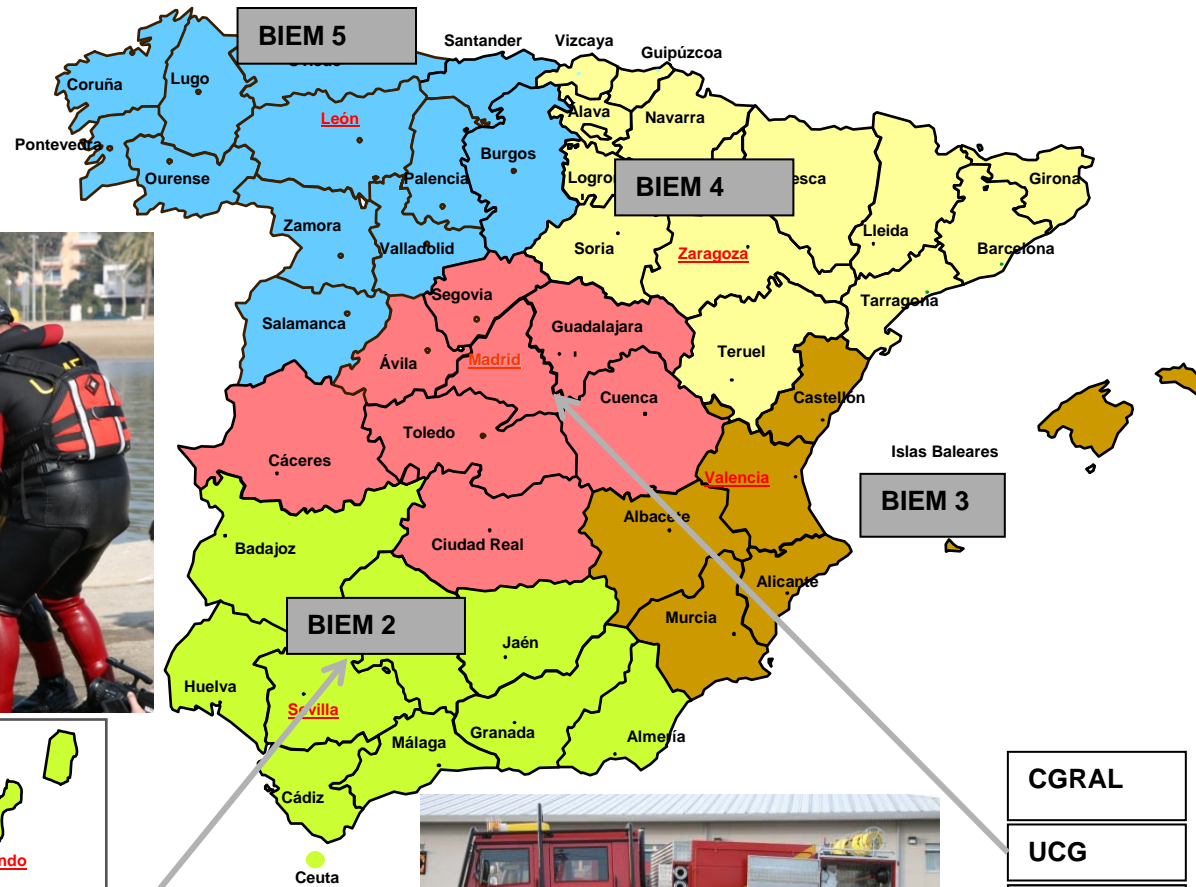 BIEM 5
Santander
Vizcaya
Guipúzcoa
Coruña
Lugo
León
Alava
Navarra
Pontevedra
Ourense
Palencia
Burgos
BIEM 4
Girona
Zamora
Valladolid
Soria
Zaragoza
Lleida
Barcelona
Segovia
Tarragona
Salamanca
Guadalajara
Ávila
Madrid
Teruel
Cuenca
Castellón
Toledo
Cáceres
Islas Baleares
Valencia
BIEM 3
Albacete
Badajoz
Ciudad Real
Alicante
BIEM 2
Murcia
Jaén
Huelva
Sevilla
Granada
Almería
Málaga
Cádiz
CGRAL
UCG
Ceuta